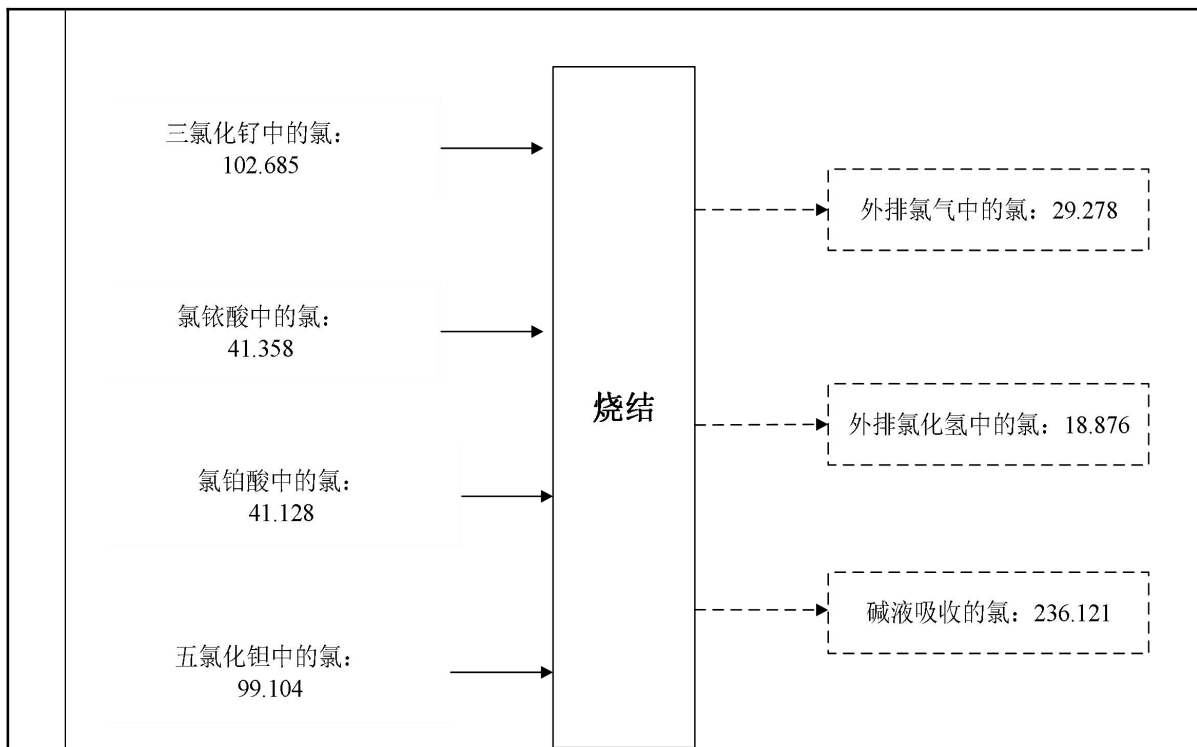 三氯化钌中的氯：
102.685
氯铱酸中的氯：
41.358
氯铂酸中的氯：
41.128
五氯化钽中的氯：
99.104
烧结
外排氯气中的氯：29.278
外排氯化氢中的氯：18.876
碱液吸收的氯：236.121